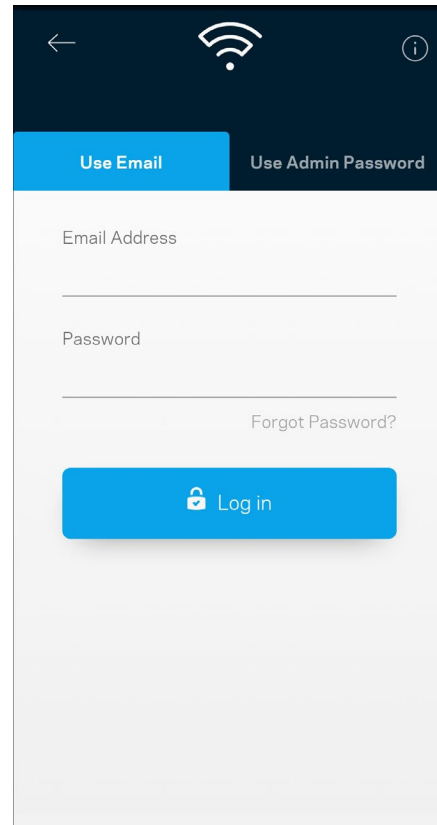 Use Email
Use Admin Password
Email Address
Password
Forgot Password?
Log in